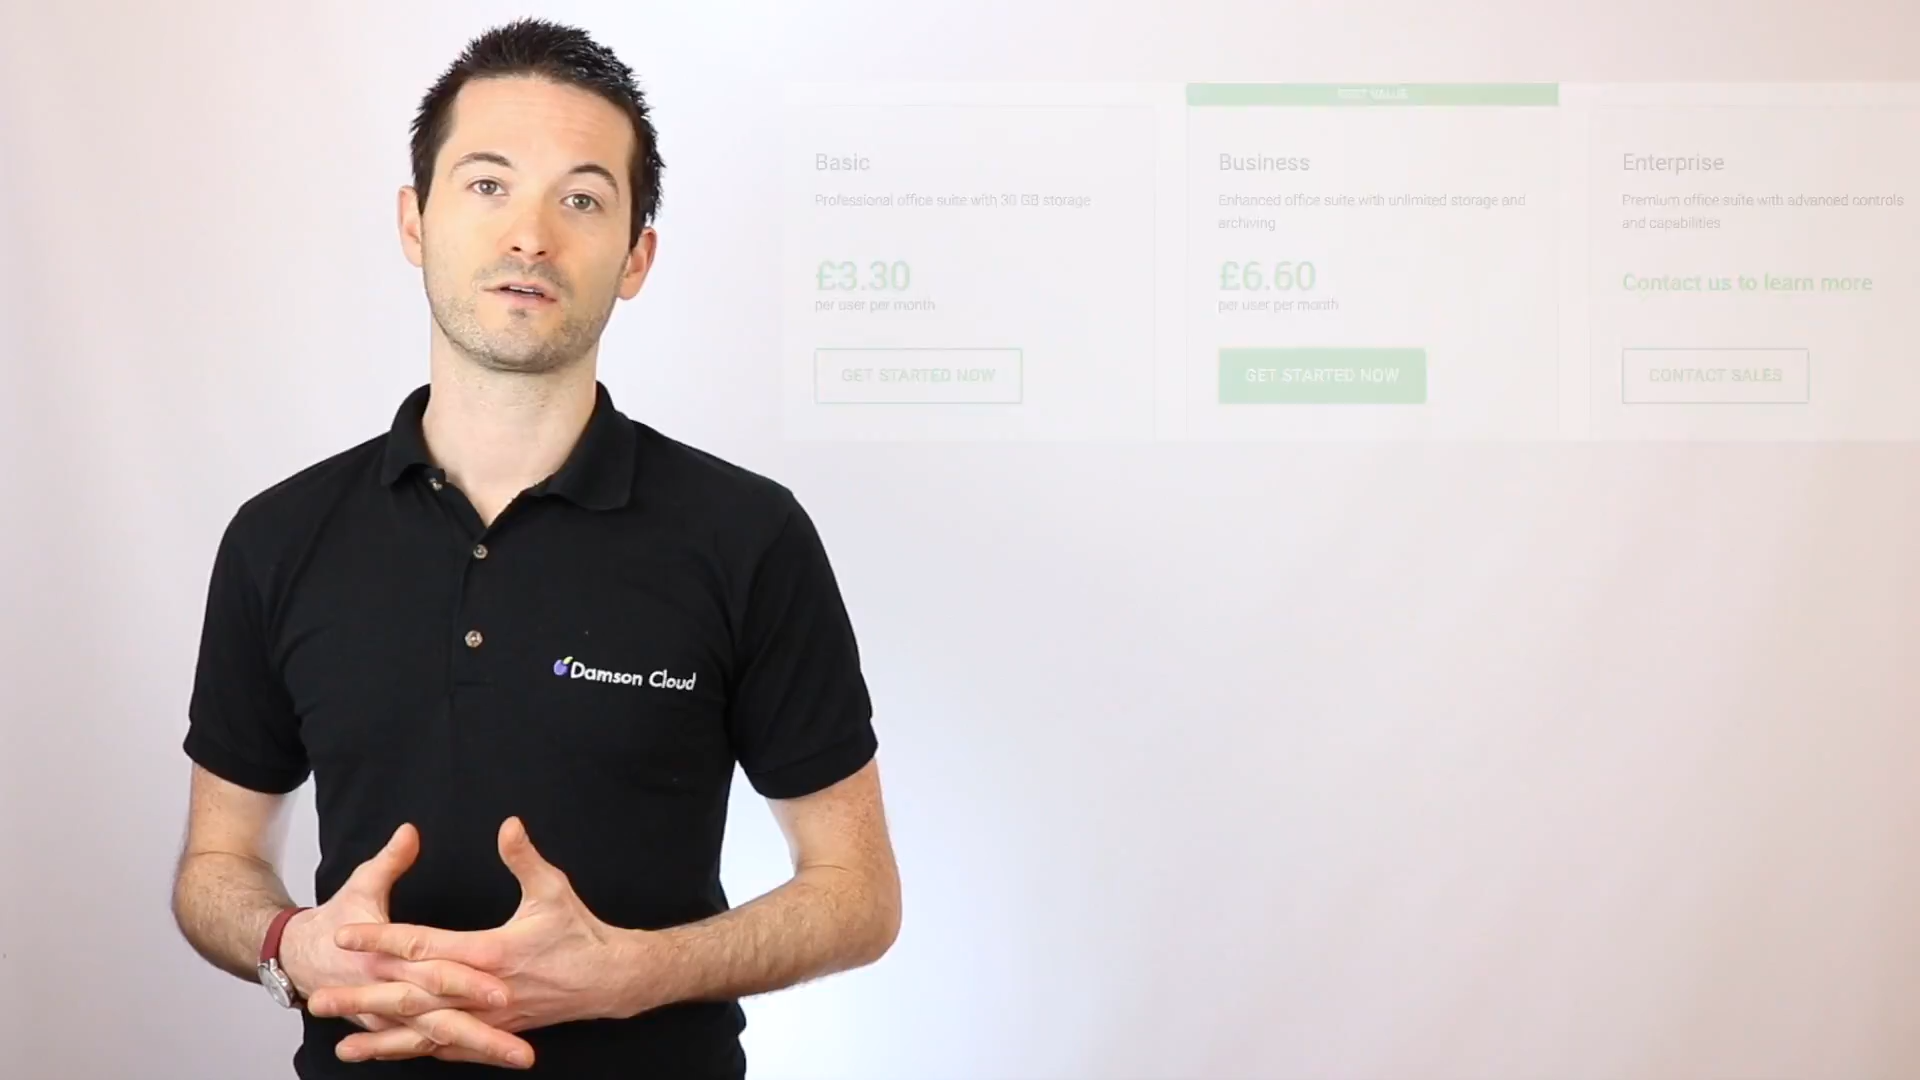 BEST VALUE
Basic
Professional office suite with 30 GB storage
£3.30
per user per month
GET STARTED NOW
Business
Enhanced office suite with unlimited storage and
archiving
£6.60
per user per month
GET STARTED NOW
Enterprise
Premium office suite with advanced controls
and capabilities
Contact us to learn more
CONTACT SALES
Damson Cloud